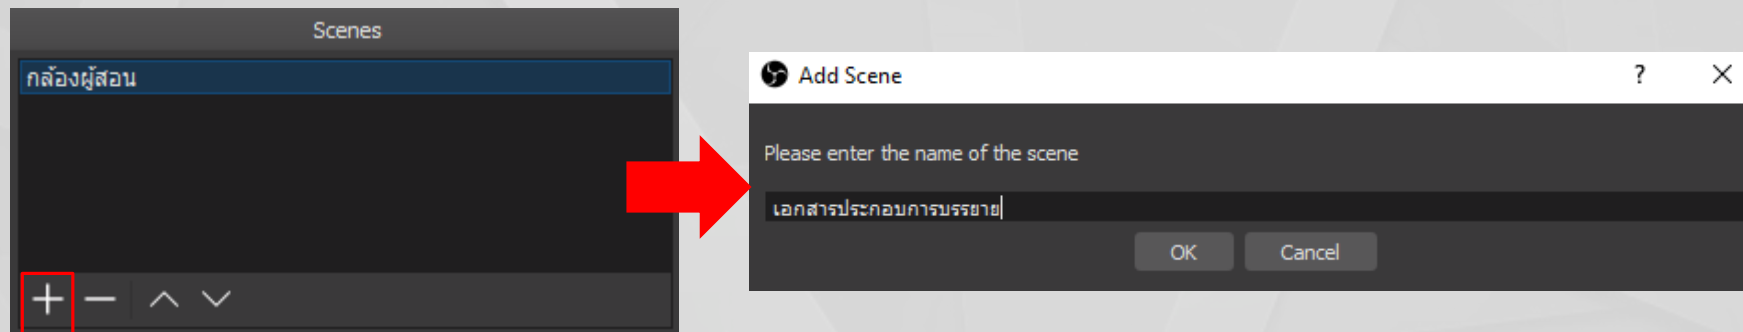 Scenes
กล้องผู้สอน
Add Scene
?
Please enter the name of the scene
เอกสารประกอบการบรรยาย
OK
Cancel